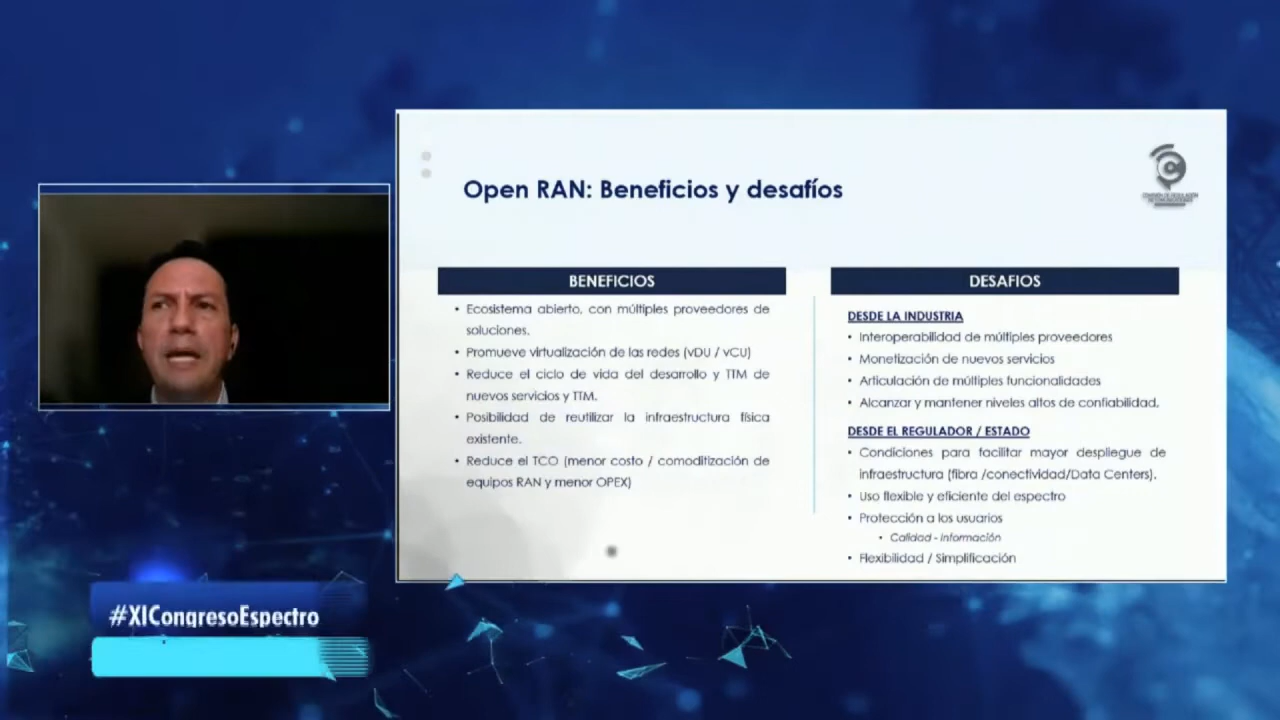 Open RAN: Beneficios y desafíos
COMISIÓN DE REGULACIÓN
DE COMUNICACIONES
BENEFICIOS
• Ecosistema abierto, con múltiples proveedores de
soluciones.
• Promueve virtualización de las redes (vDU / vCU)
• Reduce el ciclo de vida del desarrollo y TTM de
nuevos servicios y TTM.
• Posibilidad de reutilizar la infraestructura física
existente.
• Reduce el TCO (menor costo / comoditización de
equipos RAN y menor OPEX)
DESAFIOS
DESDE LA INDUSTRIA
• Interoperabilidad de múltiples proveedores
• Monetización de nuevos servicios
• Articulación de múltiples funcionalidades
• Alcanzar y mantener niveles altos de confiabilidad.
DESDE EL REGULADOR / ESTADO
• Condiciones para facilitar mayor despliegue de
infraestructura (fibra /conectividad/Data Centers).
• Uso flexible y eficiente del espectro
• Protección a los usuarios
• Calidad - Información
• Flexibilidad / Simplificación
#XICongresoEspectro